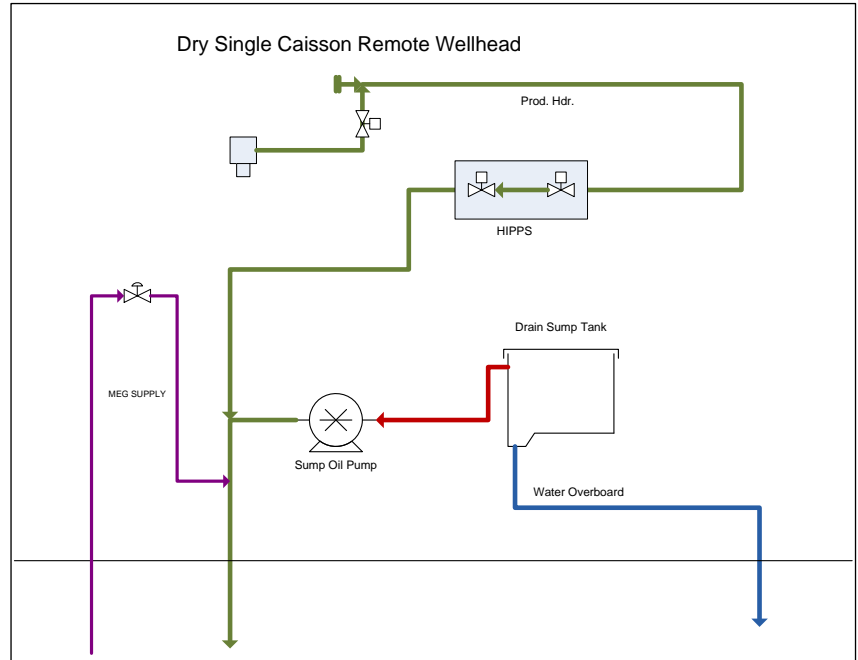 Dry Single Caisson Remote Wellhead
Prod. Hdr.
HIPPS
Drain Sump Tank
MEG SUPPLY
Sump Oil Pump
Water Overboard